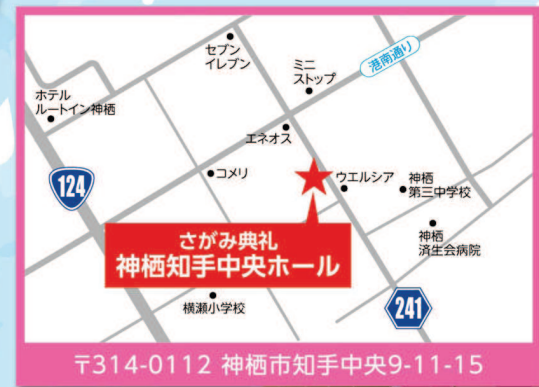 セブン
イレブン
ミニ
ストップ
港南通り
ホテル
ルートイン神栖
エネオス
124
コメリ
ウエルシア
神栖
第三中学校
さがみ典礼
神栖知手中央ホール
神栖
済生会病院
横瀬小学校
241
〒314-0112 神栖市知手中央9-11-15